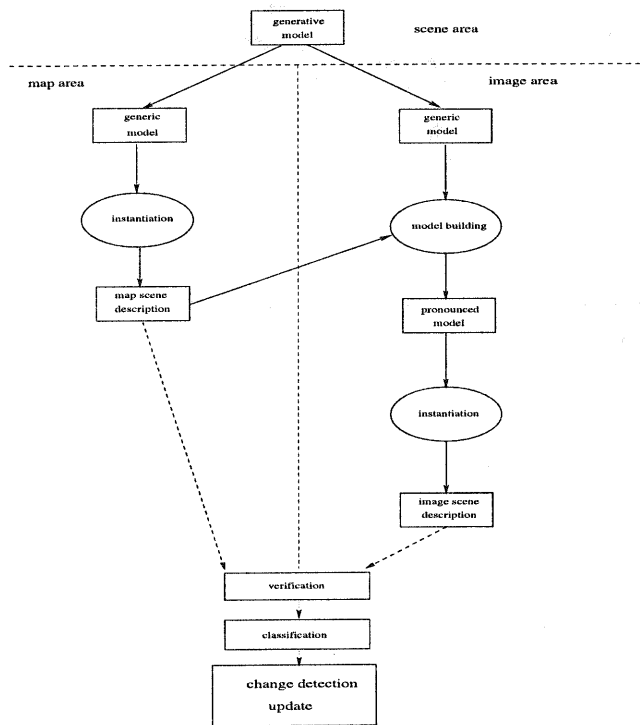 generative
model
scene area
map area
image area
generic
model
generic
model
instantiation
model building
map scene
description
pronounced
model
instantiation
image scene
description
verification
classification
change detection
update